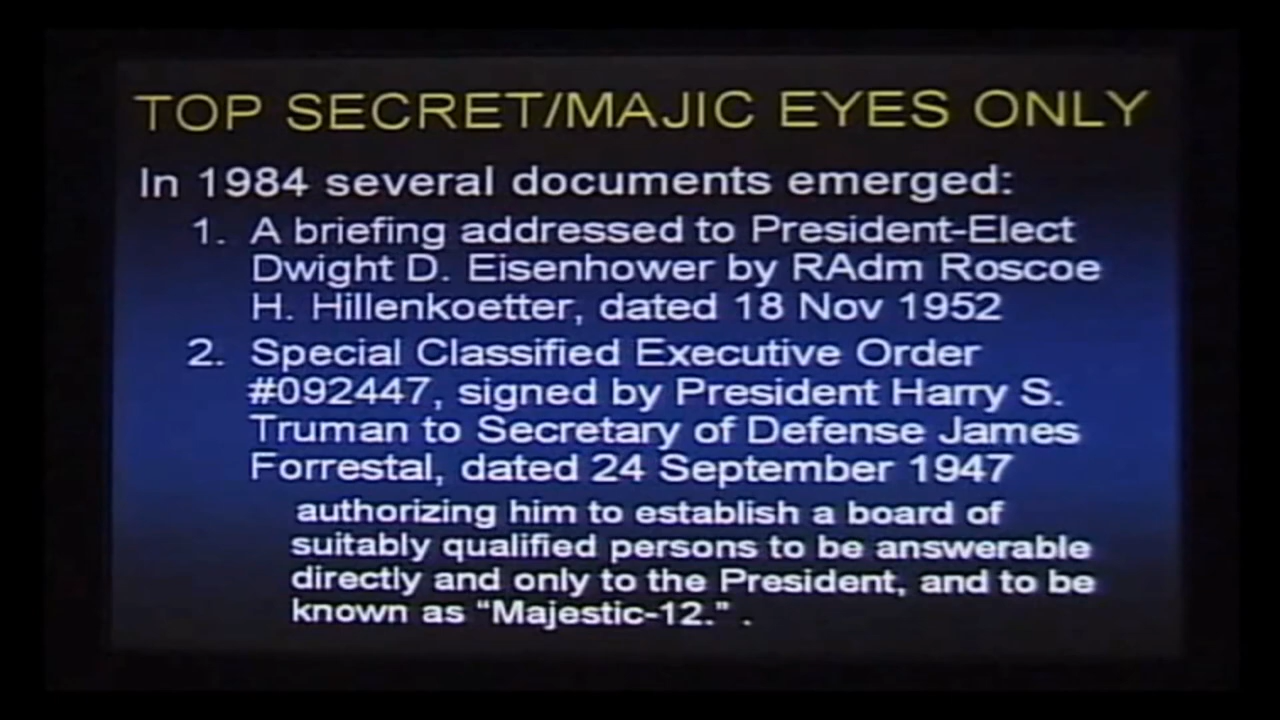 TOP SECRET/MAJIC EYES ONLY
In 1984 several documents emerged:
1. A briefing addressed to President-Elect
Dwight D. Eisenhower by RAdm Roscoe
H. Hillenkoetter, dated 18 Nov 1952
2. Special Classified Executive Order
#092447, signed by President Harry S.
Truman to Secretary of Defense James
Forrestal, dated 24 September 1947
authorizing him to establish a board of
suitably qualified persons to be answerable
directly and only to the President, and to be
known as “Majestic-12.” .